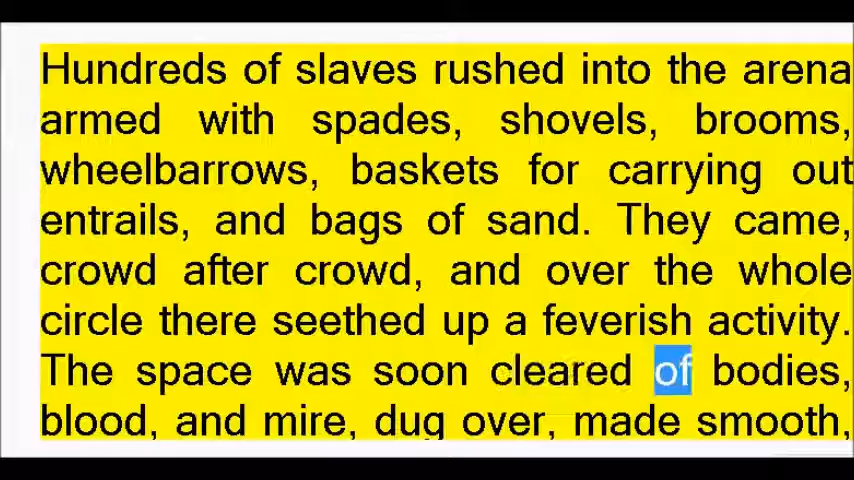 Hundreds of slaves rushed into the arena
armed with spades, shovels, brooms,
wheelbarrows, baskets for carrying out
entrails, and bags of sand. They came,
crowd after crowd, and over the whole
circle there seethed up a feverish activity.
The space was soon cleared of bodies,
blood, and mire, dug over, made smooth,